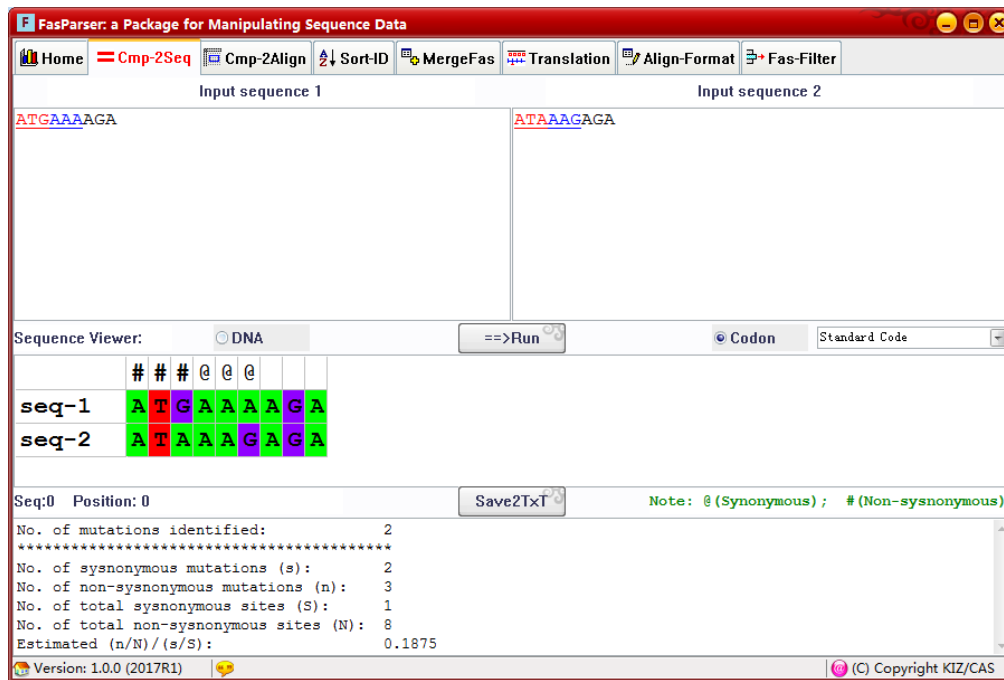 F FasParser: a Package for Manipulating Sequence Data
Home Cmp-2Seq Cmp-2Align Sort-ID MergeFas Translation Align-Format Fas-Filter
Input sequence 1 Input sequence 2
ATGAAAAGA ATAAAGAGA
Sequence Viewer: DNA ==>Run Codon Standard Code
# # # @ @ @
seq-1 A T G A A A A G A
seq-2 A T A A A G A G A
Seq:0 Position: 0 Save2TxT Note: @(Synonymous); #(Non-sysnonymous)
No. of mutations identified: 2
******************************************
No. of sysnonymous mutations (s): 2
No. of non-sysnonymous mutations (n): 3
No. of total sysnonymous sites (S): 1
No. of total non-sysnonymous sites (N): 8
Estimated (n/N)/(s/S): 0.1875
Version: 1.0.0 (2017R1) @ (C) Copyright KIZ/CAS